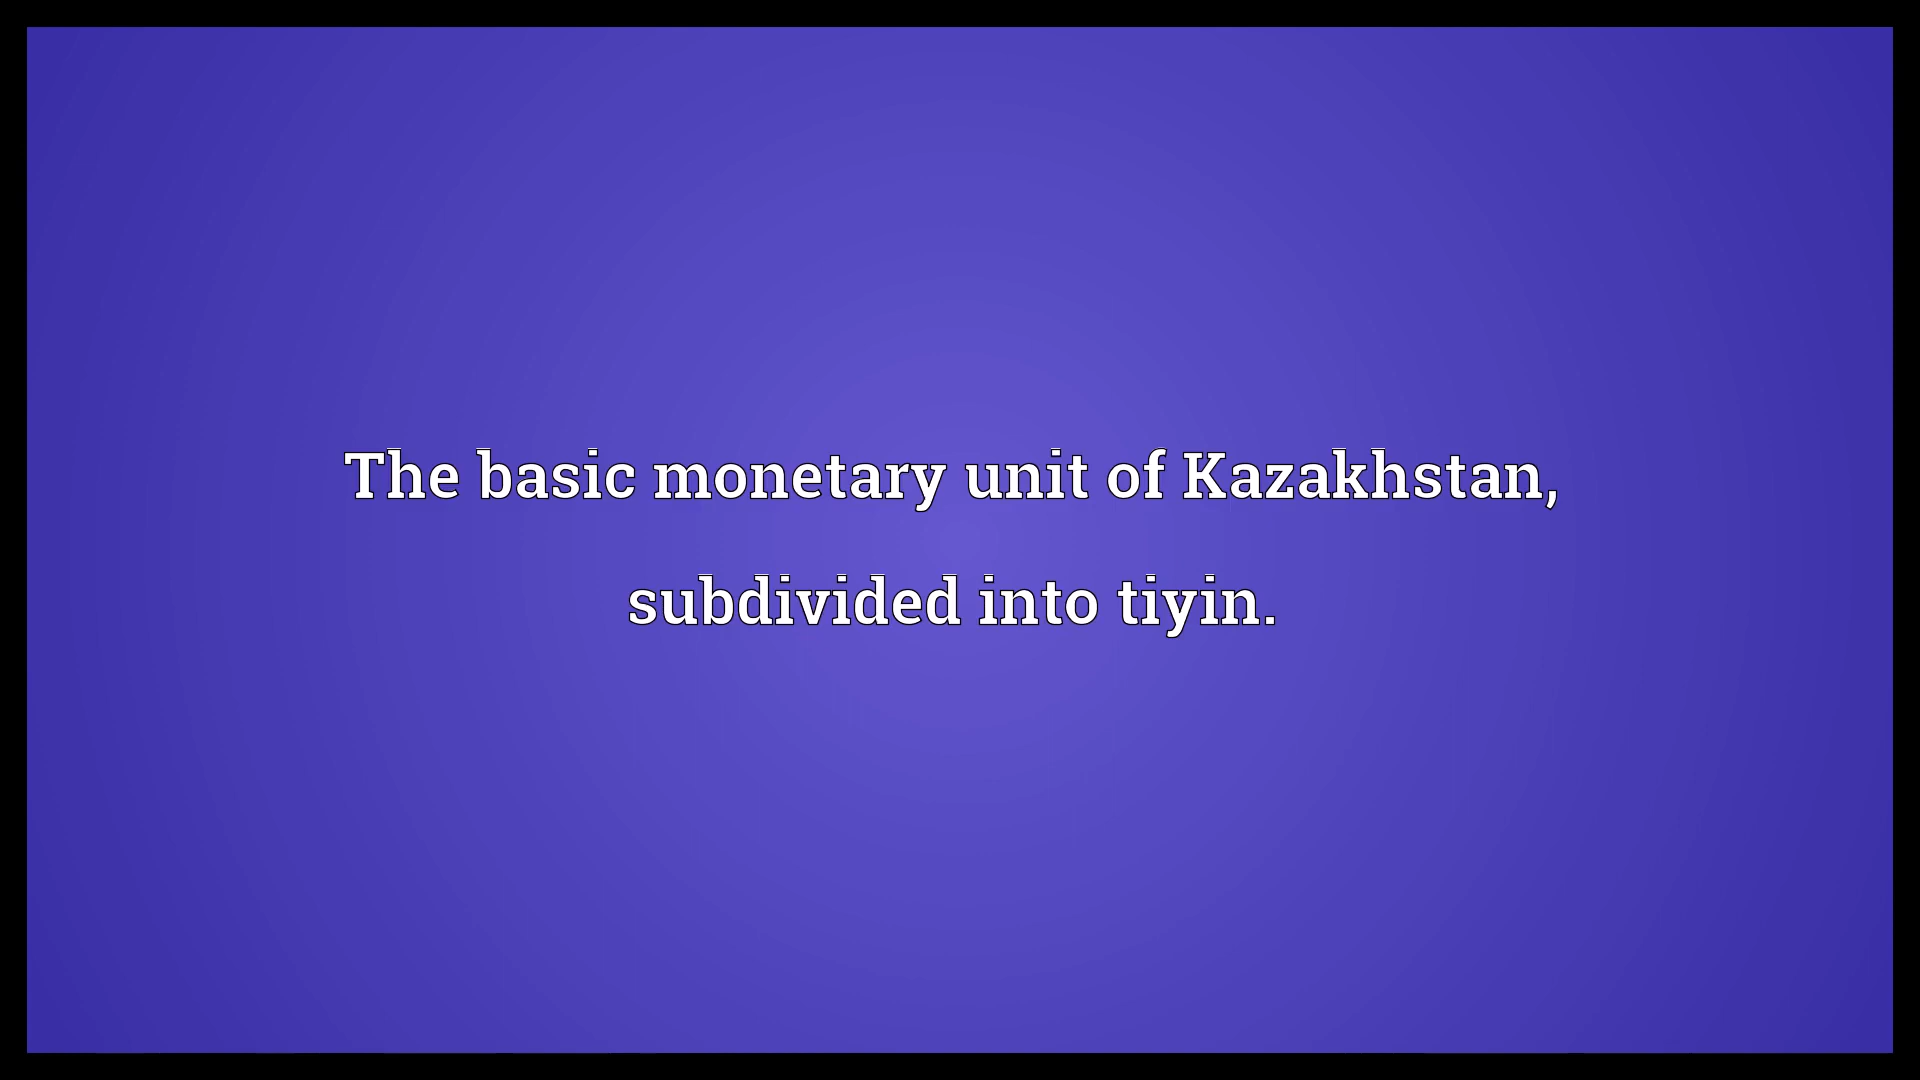 The basic monetary unit of Kazakhstan,
subdivided into tiyin.